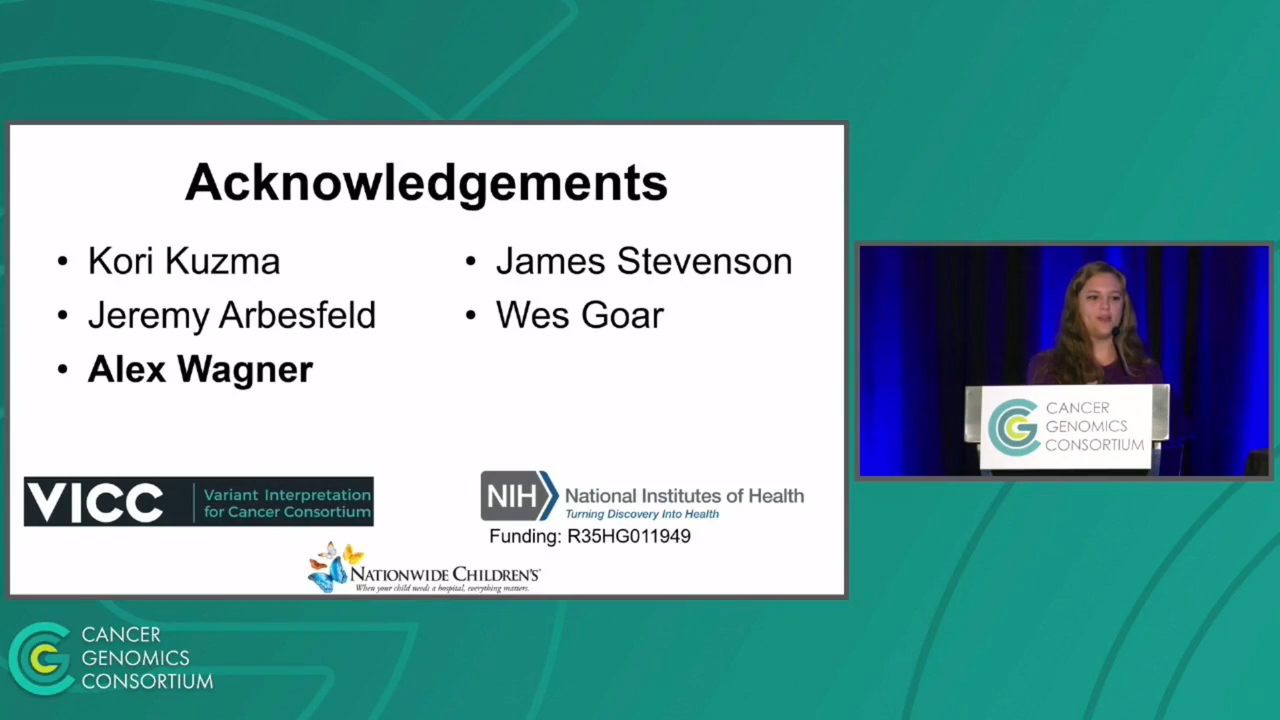 Acknowledgements
• Kori Kuzma
• Jeremy Arbesfeld
• Alex Wagner
• James Stevenson
• Wes Goar
VICC
Variant Interpretation
for Cancer Consortium
NIH
National Institutes of Health
Turning Discovery Into Health
Funding: R35HG011949
NATIONWIDE CHILDREN'S
When your child needs a hospital, everything matters.
CANCER
GENOMICS
CONSORTIUM
CANCER
GENOMICS
CONSORTIUM